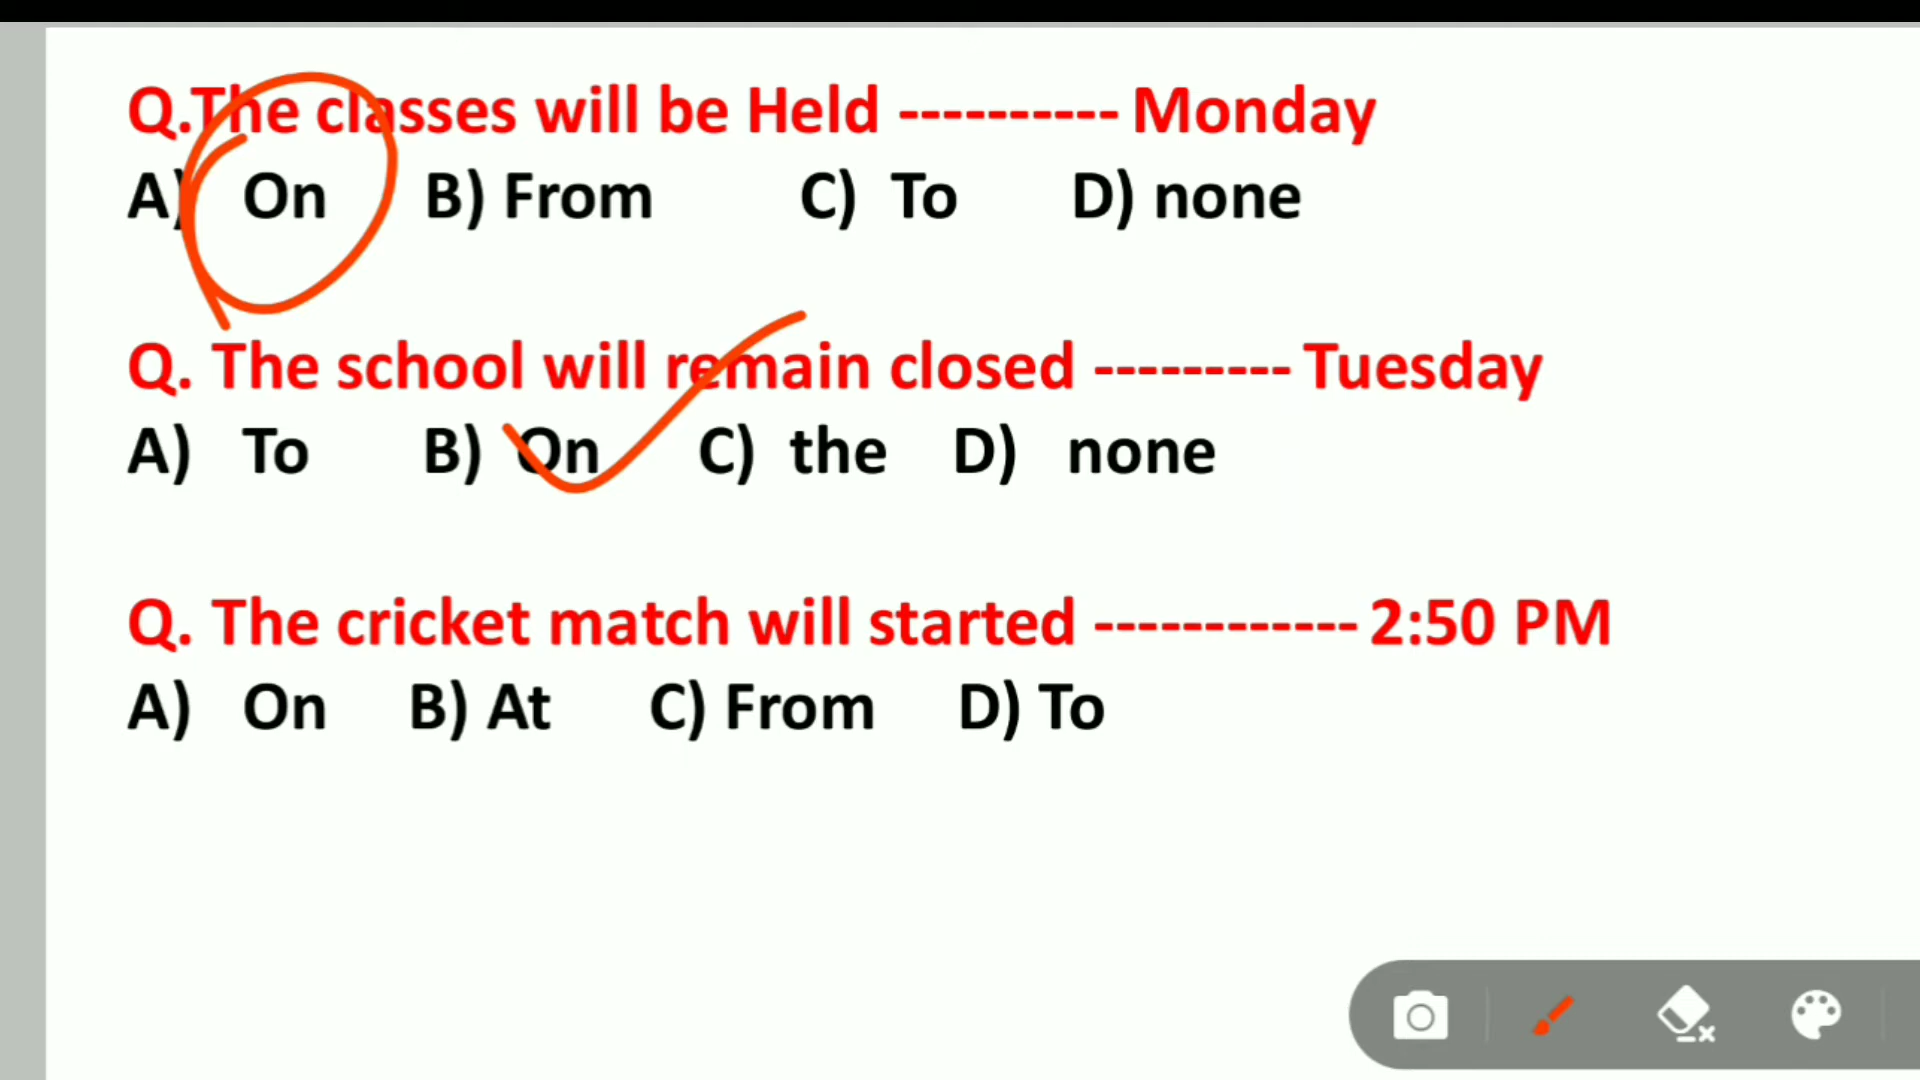 Q.The classes will be Held ---------- Monday
A) On B) From C) To D) none
Q. The school will remain closed --------- Tuesday
A) To B) On C) the D) none
Q. The cricket match will started ------------ 2:50 PM
A) On B) At C) From D) To